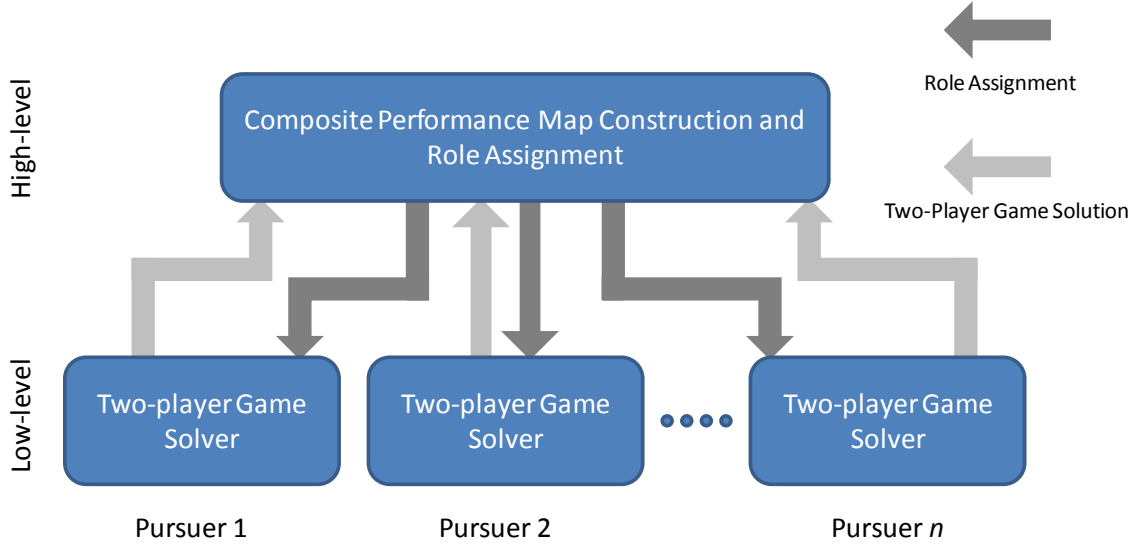 High-level
Composite Performance Map Construction and
Role Assignment
Role Assignment
Two-Player Game Solution
Low-level
Two-player Game
Solver
Two-player Game
Solver
Two-player Game
Solver
Pursuer 1
Pursuer 2
Pursuer n